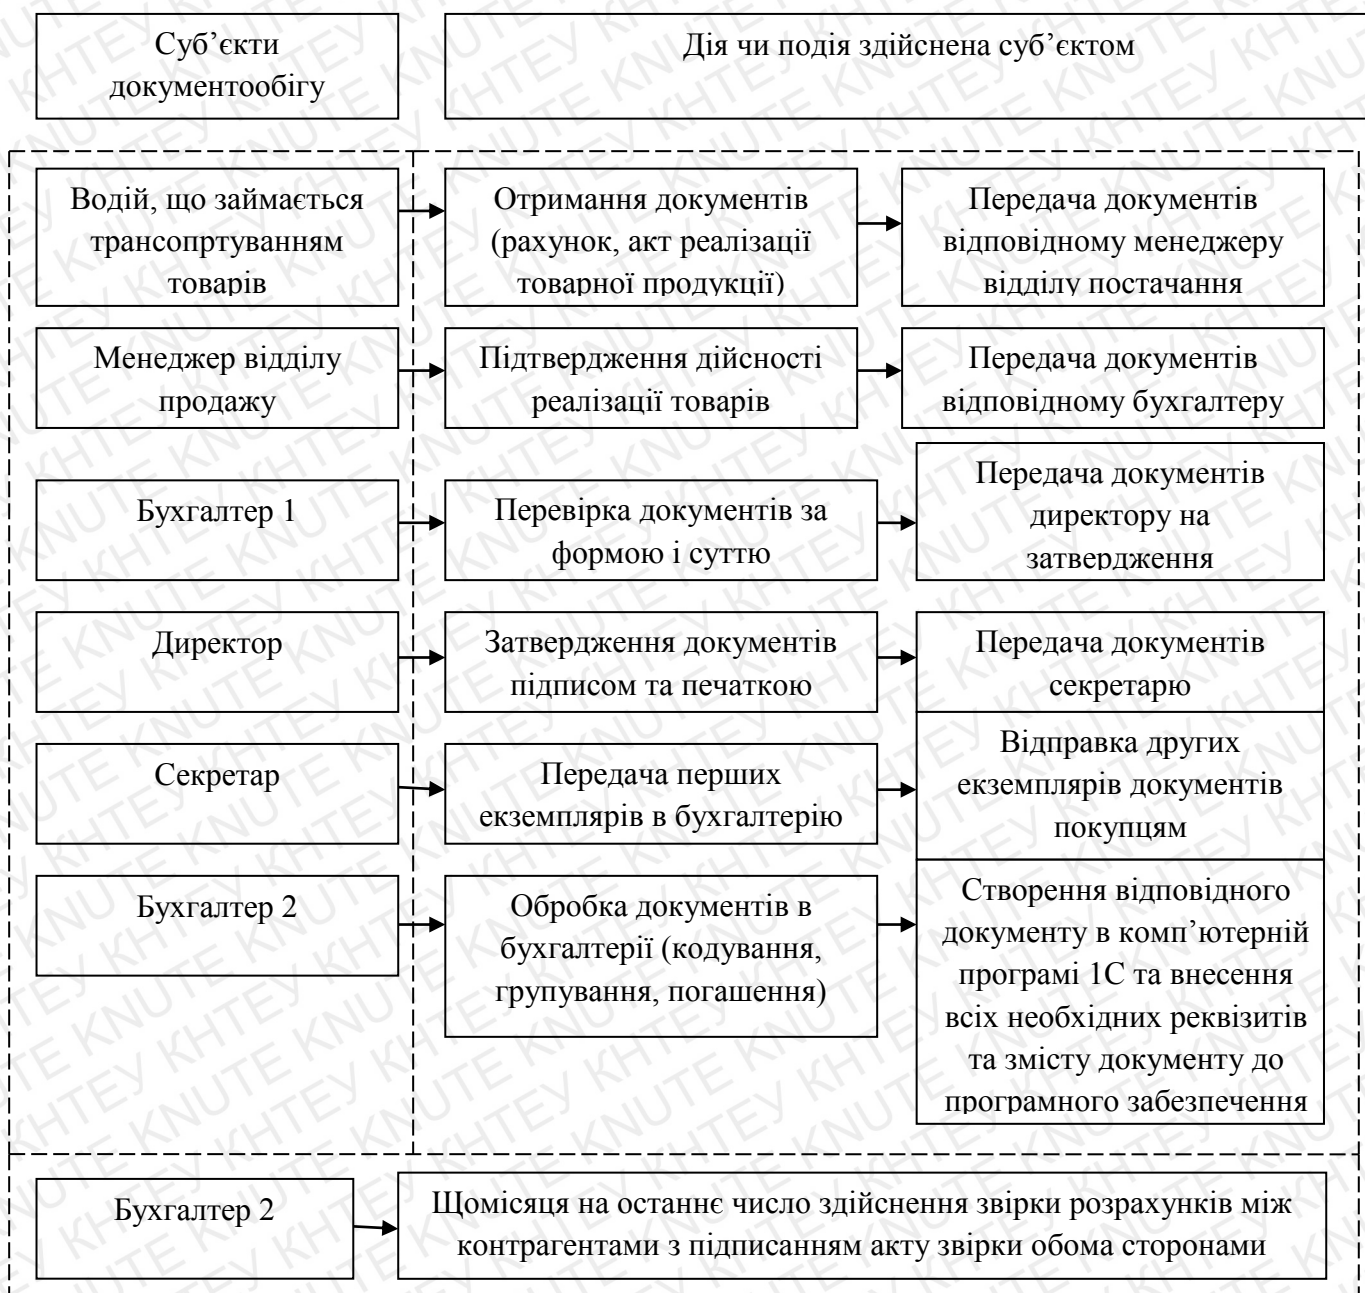 Суб’єкти
документообігу
Дія чи подія здійснена суб’єктом
Водій, що займається
трансопртуванням
товарів
Отримання документів
(рахунок, акт реалізації
товарної продукції)
Передача документів
відповідному менеджеру
відділу постачання
Менеджер відділу
продажу
Підтвердження дійсності
реалізації товарів
Передача документів
відповідному бухгалтеру
Бухгалтер 1
Перевірка документів за
формою і суттю
Передача документів
директору на
затвердження
Директор
Затвердження документів
підписом та печаткою
Передача документів
секретарю
Секретар
Передача перших
екземплярів в бухгалтерію
Відправка других
екземплярів документів
покупцям
Бухгалтер 2
Обробка документів в
бухгалтерії (кодування,
групування, погашення)
Створення відповідного
документу в комп’ютерній
програмі 1С та внесення
всіх необхідних реквізитів
та змісту документу до
програмного забезпечення
Бухгалтер 2
Щомісяця на останнє число здійснення звірки розрахунків між
контрагентами з підписанням акту звірки обома сторонами